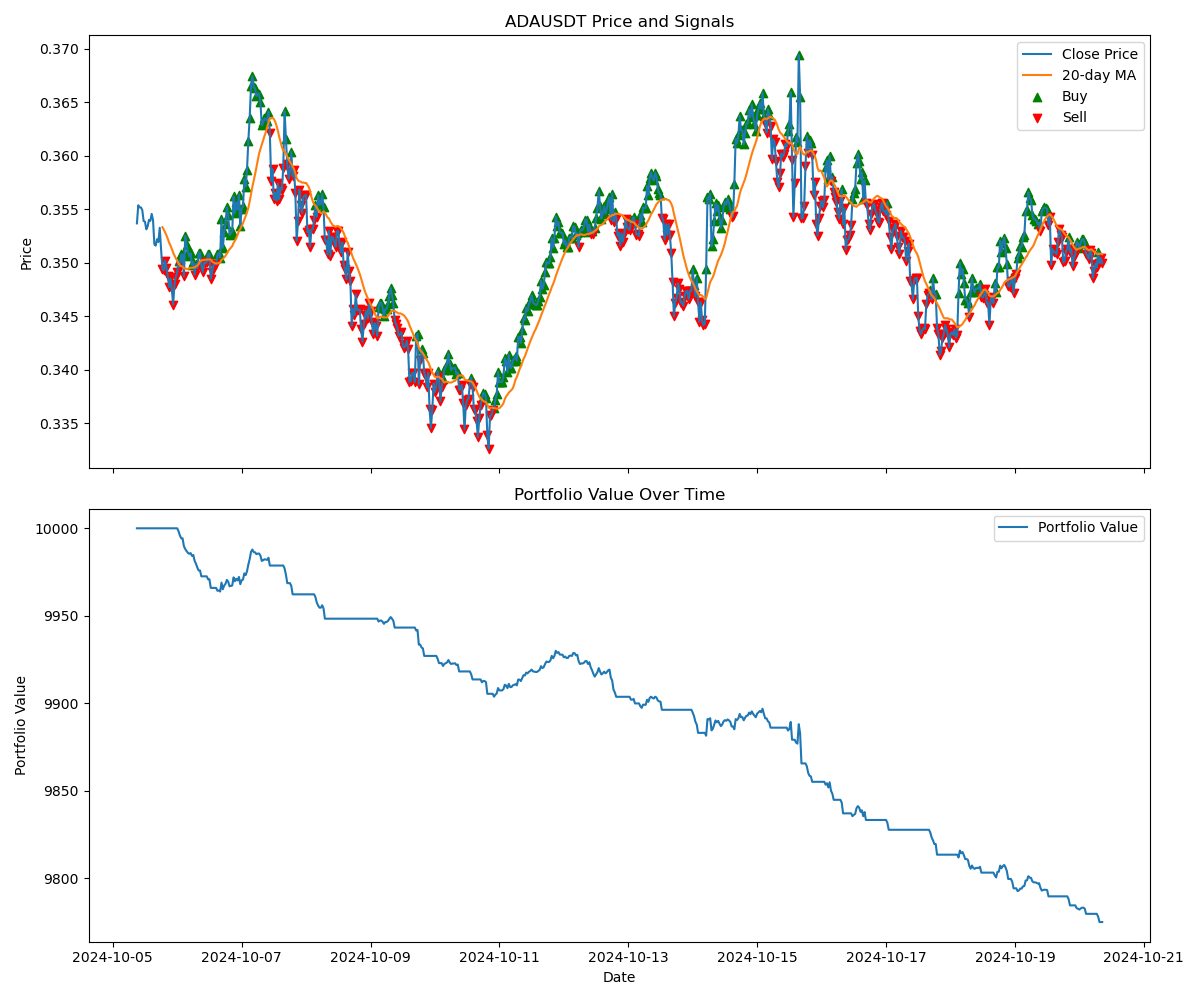 ADAUSDT Price and Signals
Price
0.370
0.365
0.360
0.355
0.350
0.345
0.340
0.335
Close Price
20-day MA
Buy
Sell
Portfolio Value Over Time
Portfolio Value
10000
9950
9900
9850
9800
Portfolio Value
2024-10-05
2024-10-07
2024-10-09
2024-10-11
2024-10-13
2024-10-15
2024-10-17
2024-10-19
2024-10-21
Date